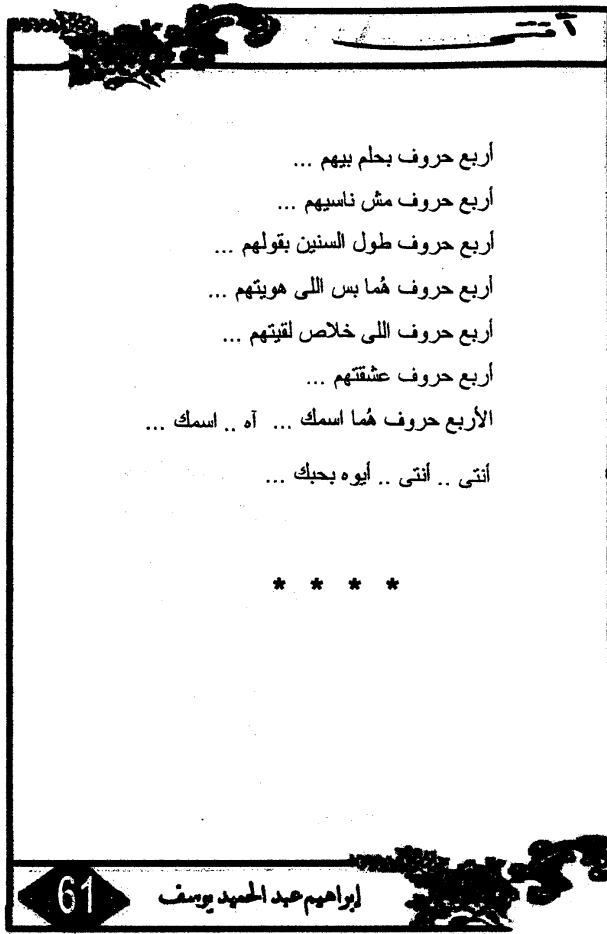 أربع حروف بحلم بيهم ...
أربع حروف مش ناسيهم ...
أربع حروف طول السنين بقولهم ...
أربع حروف هُما بس اللى هويتهم ...
أربع حروف اللى خلاص لقيتهم ...
أربع حروف عشقتهم ...
الأربع حروف هُما اسمك ... آه .. اسمك ...
أنتى .. أنتى .. أيوه بحبك ...
* * * *
إبراهيم عبد الحميد يوسف
61